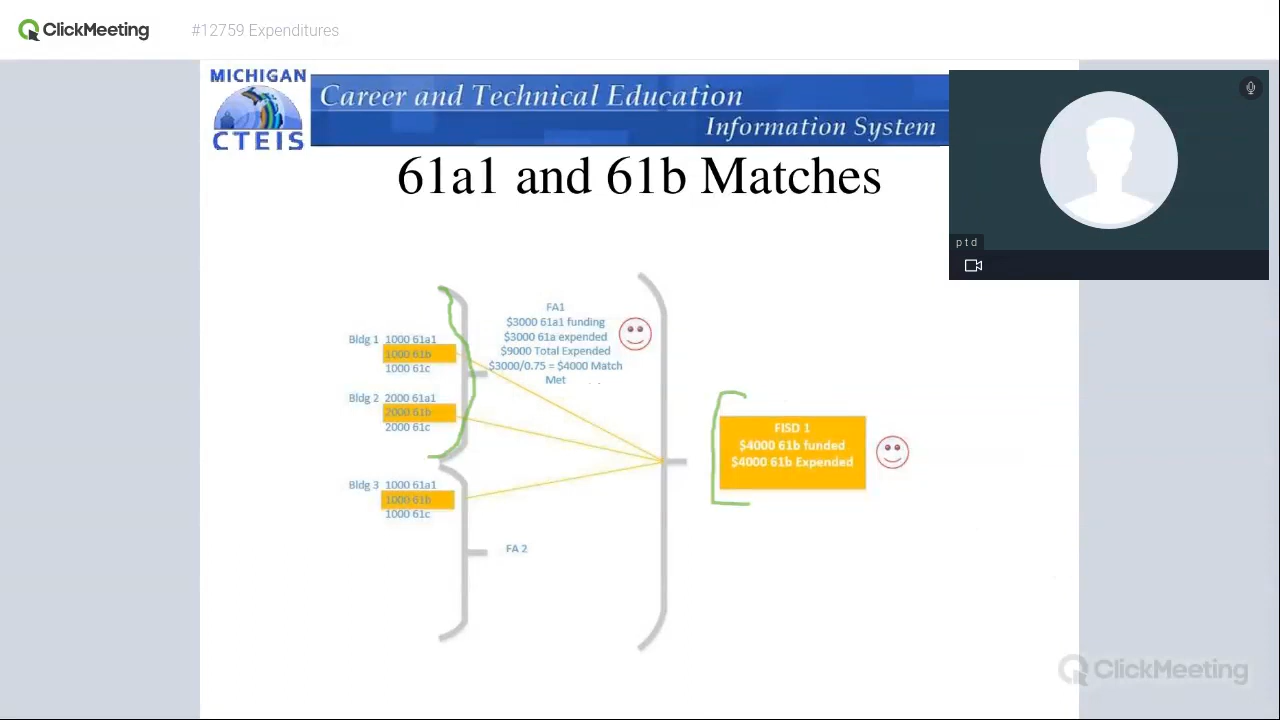 ClickMeeting
#12759 Expenditures
MICHIGAN
CTEIS
Career and Technical Education
Information System
61a1 and 61b Matches
ptd
FA1
$3000 61a1 funding
$3000 61a expended
$9000 Total Expended
$3000/0.75 = $4000 Match
Met
Bldg 1 1000 61a1
1000 61b
1000 61c
Bldg 2 2000 61a1
2000 61b
2000 61c
Bldg 3 1000 61a1
1000 61b
1000 61c
FA 2
FISD 1
$4000 61b funded
$4000 61b Expended
ClickMeeting